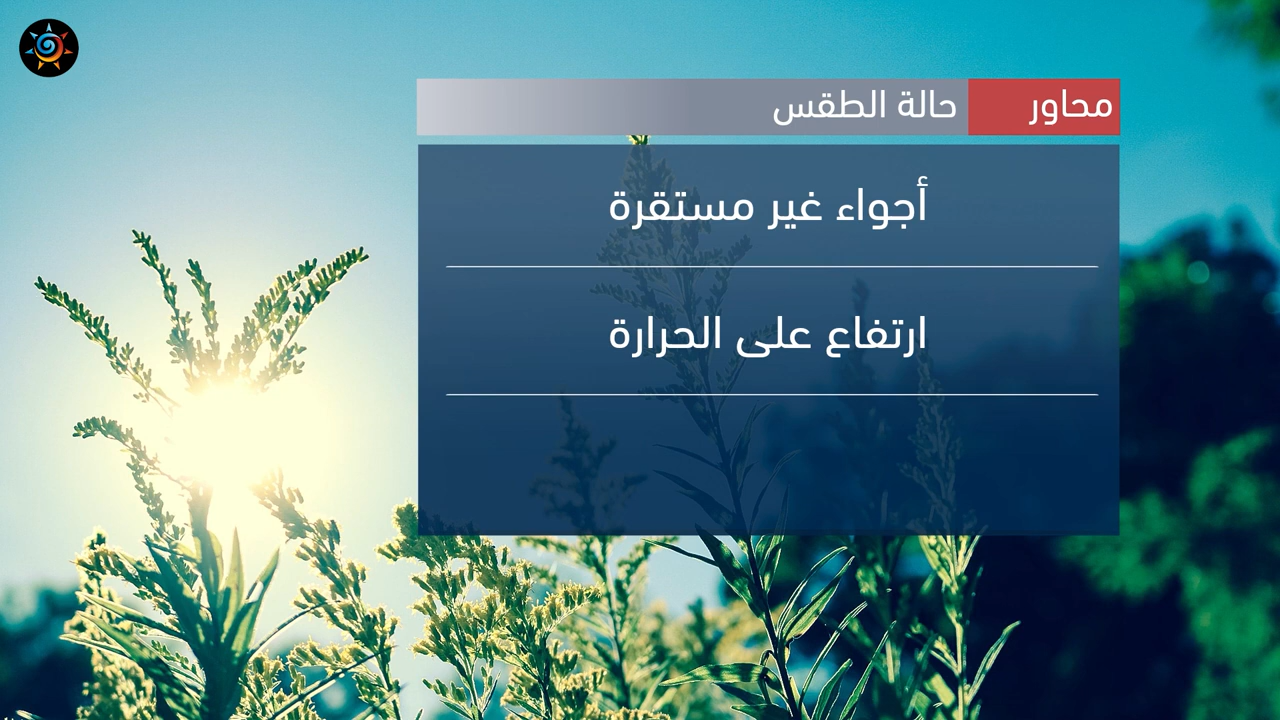 محاور حالة الطقس
أجواء غير مستقرة
ارتفاع على الحرارة